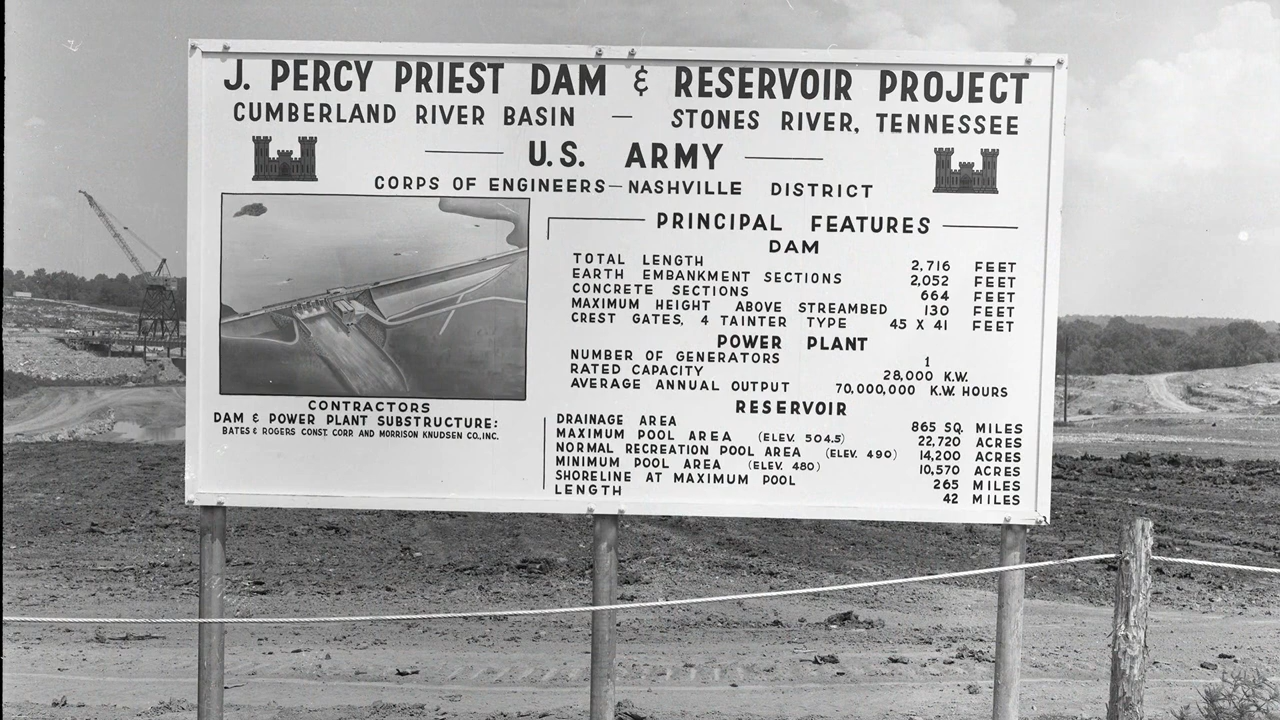 J. PERCY PRIEST DAM & RESERVOIR PROJECT
CUMBERLAND RIVER BASIN — STONES RIVER, TENNESSEE
U.S. ARMY
CORPS OF ENGINEERS—NASHVILLE DISTRICT
CONTRACTORS
DAM & POWER PLANT SUBSTRUCTURE:
BATES & ROGERS CONST. CORP. AND MORRISON KNUDSEN CO., INC.
PRINCIPAL FEATURES
DAM
TOTAL LENGTH 2,716 FEET
EARTH EMBANKMENT SECTIONS 2,052 FEET
CONCRETE SECTIONS 664 FEET
MAXIMUM HEIGHT ABOVE STREAMBED 130 FEET
CREST GATES, 4 TAINTER TYPE 45 X 41 FEET
POWER PLANT
NUMBER OF GENERATORS 1
RATED CAPACITY 28,000 K.W.
AVERAGE ANNUAL OUTPUT 70,000,000 K.W. HOURS
RESERVOIR
DRAINAGE AREA 865 SQ. MILES
MAXIMUM POOL AREA (ELEV. 504.5) 22,720 ACRES
NORMAL RECREATION POOL AREA (ELEV. 490) 14,200 ACRES
MINIMUM POOL AREA (ELEV. 480) 10,570 ACRES
SHORELINE AT MAXIMUM POOL 265 MILES
LENGTH 42 MILES